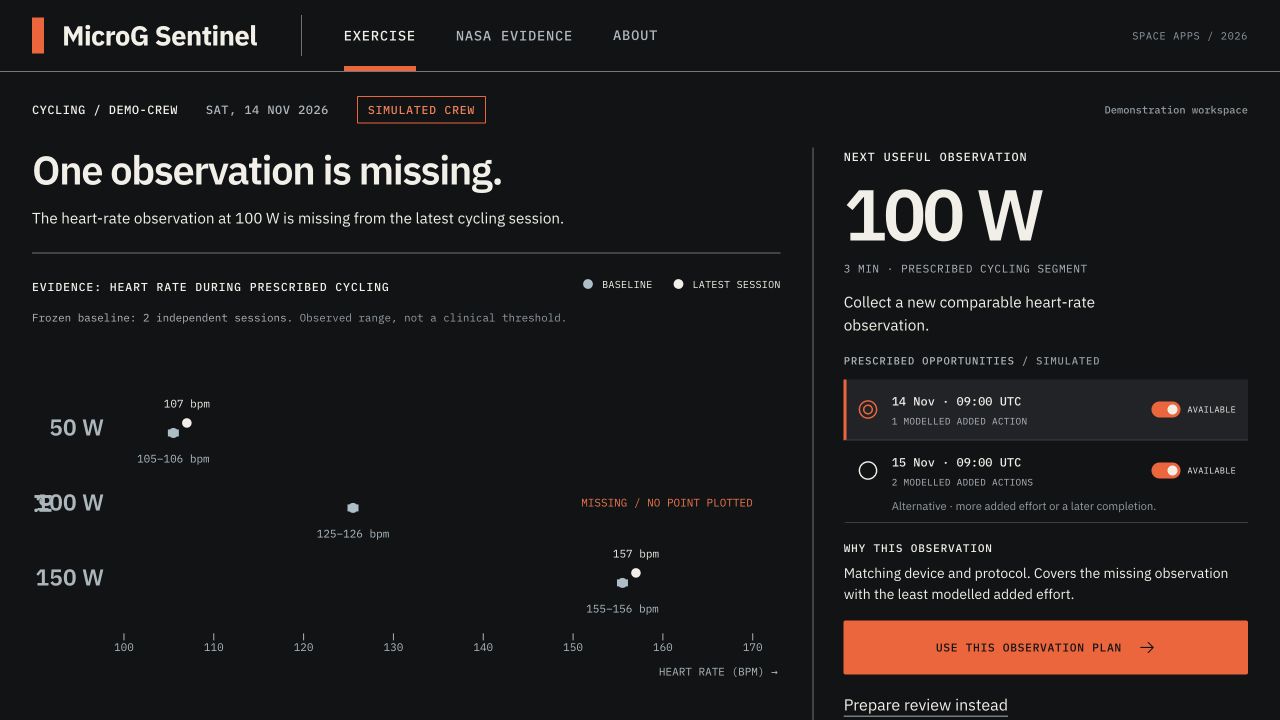 MicroG Sentinel
EXERCISE
NASA EVIDENCE
ABOUT
SPACE APPS / 2026
CYCLING / DEMO-CREW
SAT, 14 NOV 2026
SIMULATED CREW
Demonstration workspace
One observation is missing.
The heart-rate observation at 100 W is missing from the latest cycling session.
EVIDENCE: HEART RATE DURING PRESCRIBED CYCLING
BASELINE
LATEST SESSION
Frozen baseline: 2 independent sessions. Observed range, not a clinical threshold.
107 bpm
50 W
105–106 bpm
100 W
MISSING / NO POINT PLOTTED
125–126 bpm
157 bpm
150 W
155–156 bpm
100 110 120 130 140 150 160 170
HEART RATE (BPM) →
NEXT USEFUL OBSERVATION
100 W
3 MIN · PRESCRIBED CYCLING SEGMENT
Collect a new comparable heart-rate
observation.
PRESCRIBED OPPORTUNITIES / SIMULATED
14 Nov · 09:00 UTC
1 MODELLED ADDED ACTION
AVAILABLE
15 Nov · 09:00 UTC
2 MODELLED ADDED ACTIONS
AVAILABLE
Alternative · more added effort or a later completion.
WHY THIS OBSERVATION
Matching device and protocol. Covers the missing observation
with the least modelled added effort.
USE THIS OBSERVATION PLAN →
Prepare review instead